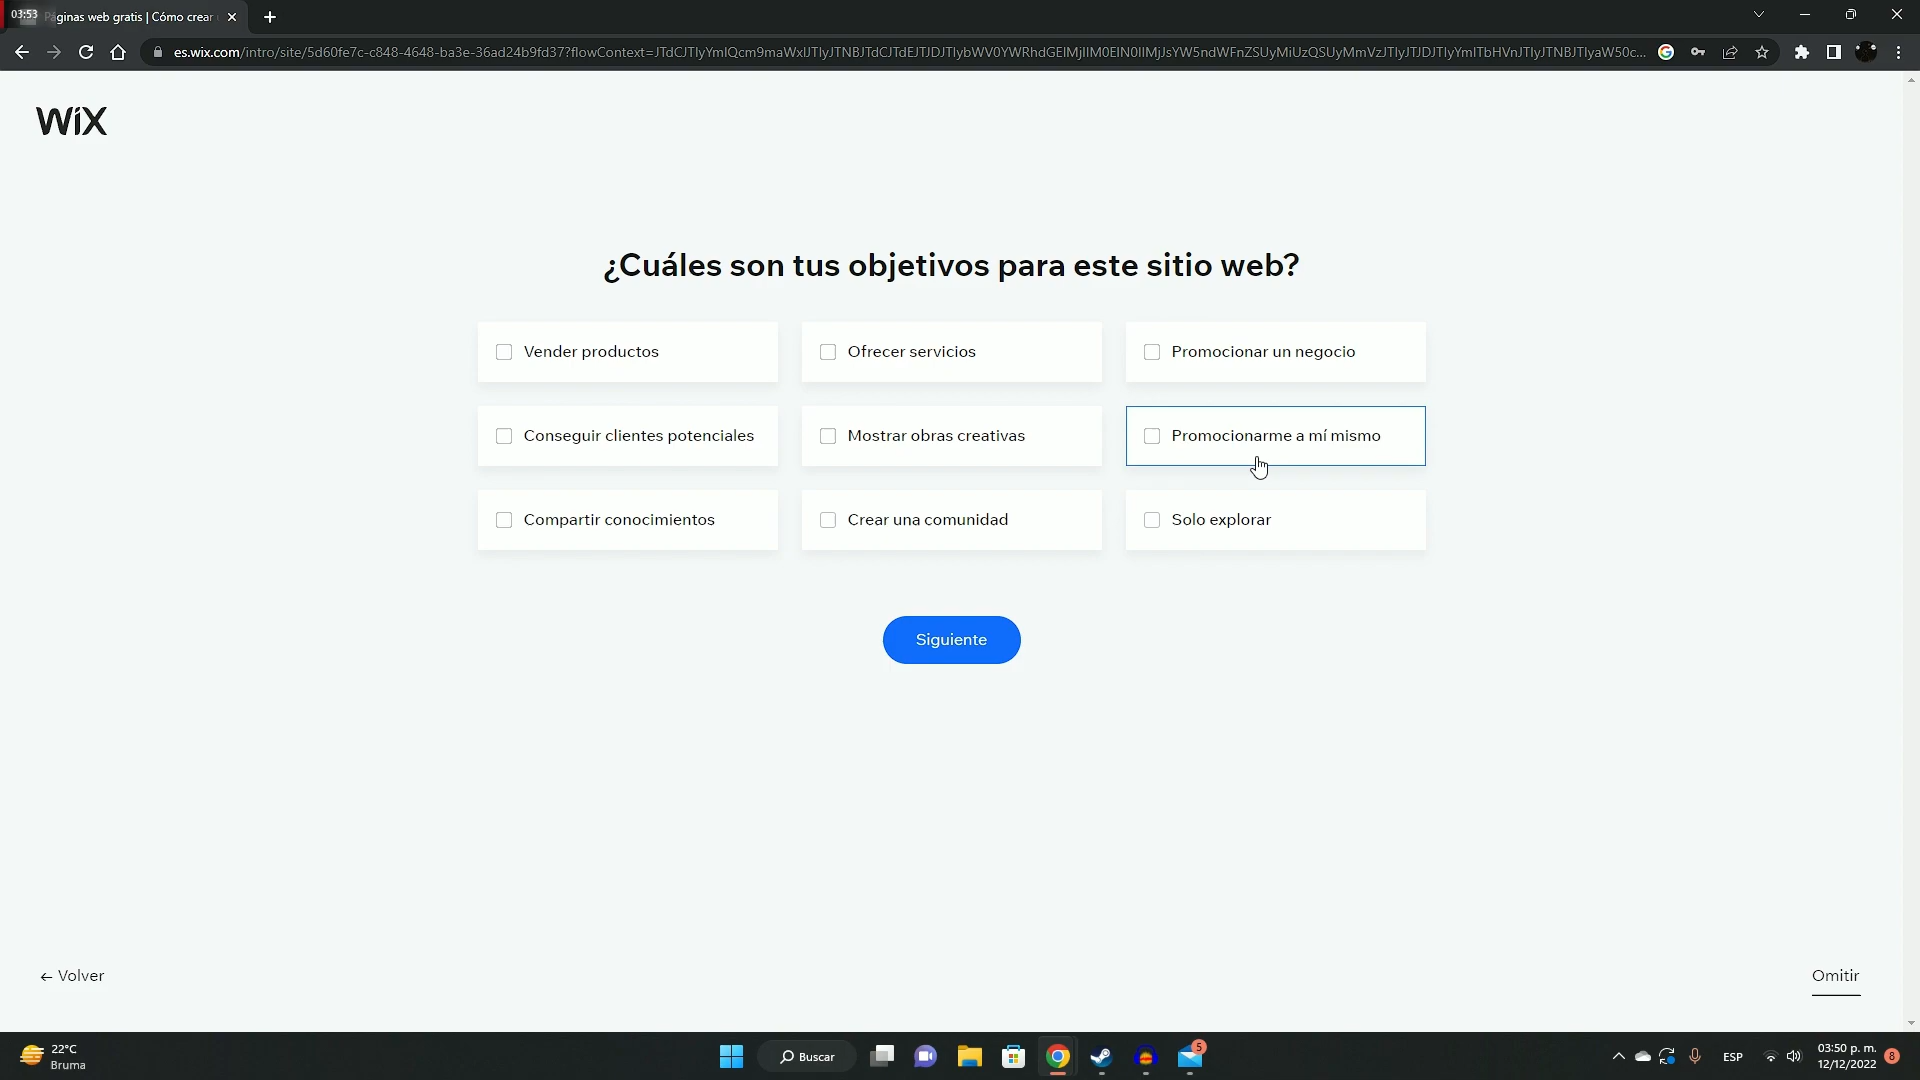 03:53
áginas web gratis | Cómo crear
es.wix.com/intro/site/5d60fe7c-c848-4648-ba3e-36ad24b9fd37?flowContext=
WiX
¿Cuáles son tus objetivos para este sitio web?
Vender productos
Ofrecer servicios
Promocionar un negocio
Conseguir clientes potenciales
Mostrar obras creativas
Promocionarme a mí mismo
Compartir conocimientos
Crear una comunidad
Solo explorar
Siguiente
← Volver
Omitir
22°C
Bruma
Buscar
5
ESP
03:50 p. m.
12/12/2022
8